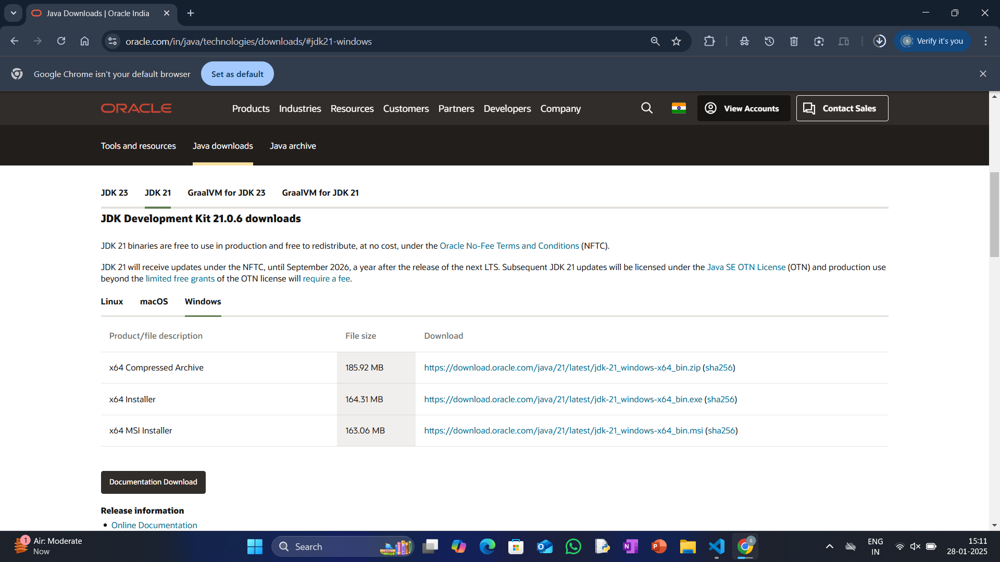 Java Downloads | Oracle India
oracle.com/in/java/technologies/downloads/#jdk21-windows
S Verify it's you
Google Chrome isn't your default browser Set as default
ORACLE Products Industries Resources Customers Partners Developers Company View Accounts Contact Sales
Tools and resources Java downloads Java archive
JDK 23 JDK 21 GraalVM for JDK 23 GraalVM for JDK 21
JDK Development Kit 21.0.6 downloads
JDK 21 binaries are free to use in production and free to redistribute, at no cost, under the Oracle No-Fee Terms and Conditions (NFTC).
JDK 21 will receive updates under the NFTC, until September 2026, a year after the release of the next LTS. Subsequent JDK 21 updates will be licensed under the Java SE OTN License (OTN) and production use
beyond the limited free grants of the OTN license will require a fee.
Linux macOS Windows
Product/file description File size Download
x64 Compressed Archive 185.92 MB https://download.oracle.com/java/21/latest/jdk-21_windows-x64_bin.zip (sha256)
x64 Installer 164.31 MB https://download.oracle.com/java/21/latest/jdk-21_windows-x64_bin.exe (sha256)
x64 MSI Installer 163.06 MB https://download.oracle.com/java/21/latest/jdk-21_windows-x64_bin.msi (sha256)
Documentation Download
Release information
• Online Documentation
1 Air: Moderate
Now
Search
N
P
S
ENG
IN
15:11
28-01-2025